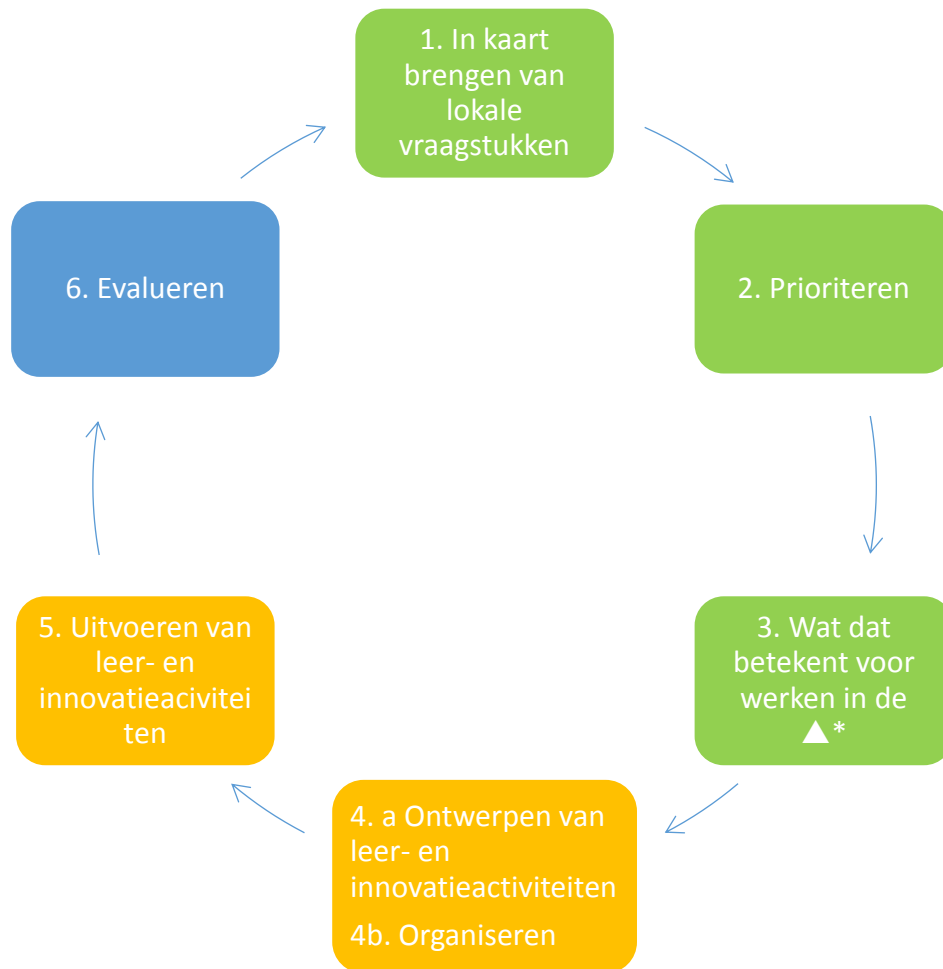 1. In kaart
brengen van
lokale
vraagstukken
2. Prioriteren
3. Wat dat
betekent voor
werken in de
▲*
4. a Ontwerpen van
leer- en
innovatieactiviteiten
4b. Organiseren
5. Uitvoeren van
leer- en
innovatieacivitei
ten
6. Evalueren